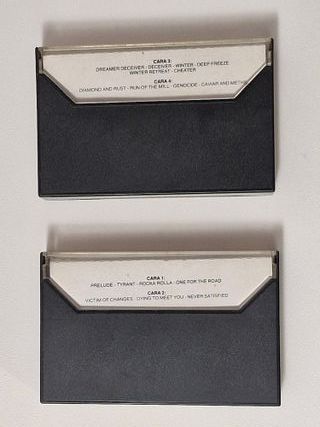 CARA 3:
DREAMER DECEIVER - DECEIVER - WINTER - DEEP FREEZE
WINTER RETREAT - CHEATER
CARA 4:
DIAMOND AND RUST - RUN OF THE MILL - GENOCIDE - CAVIAR AND METHS
CARA 1:
PRELUDE - TYRANT - ROCKA ROLLA - ONE FOR THE ROAD
CARA 2:
VICTIM OF CHANGES - DYING TO MEET YOU - NEVER SATISFIED